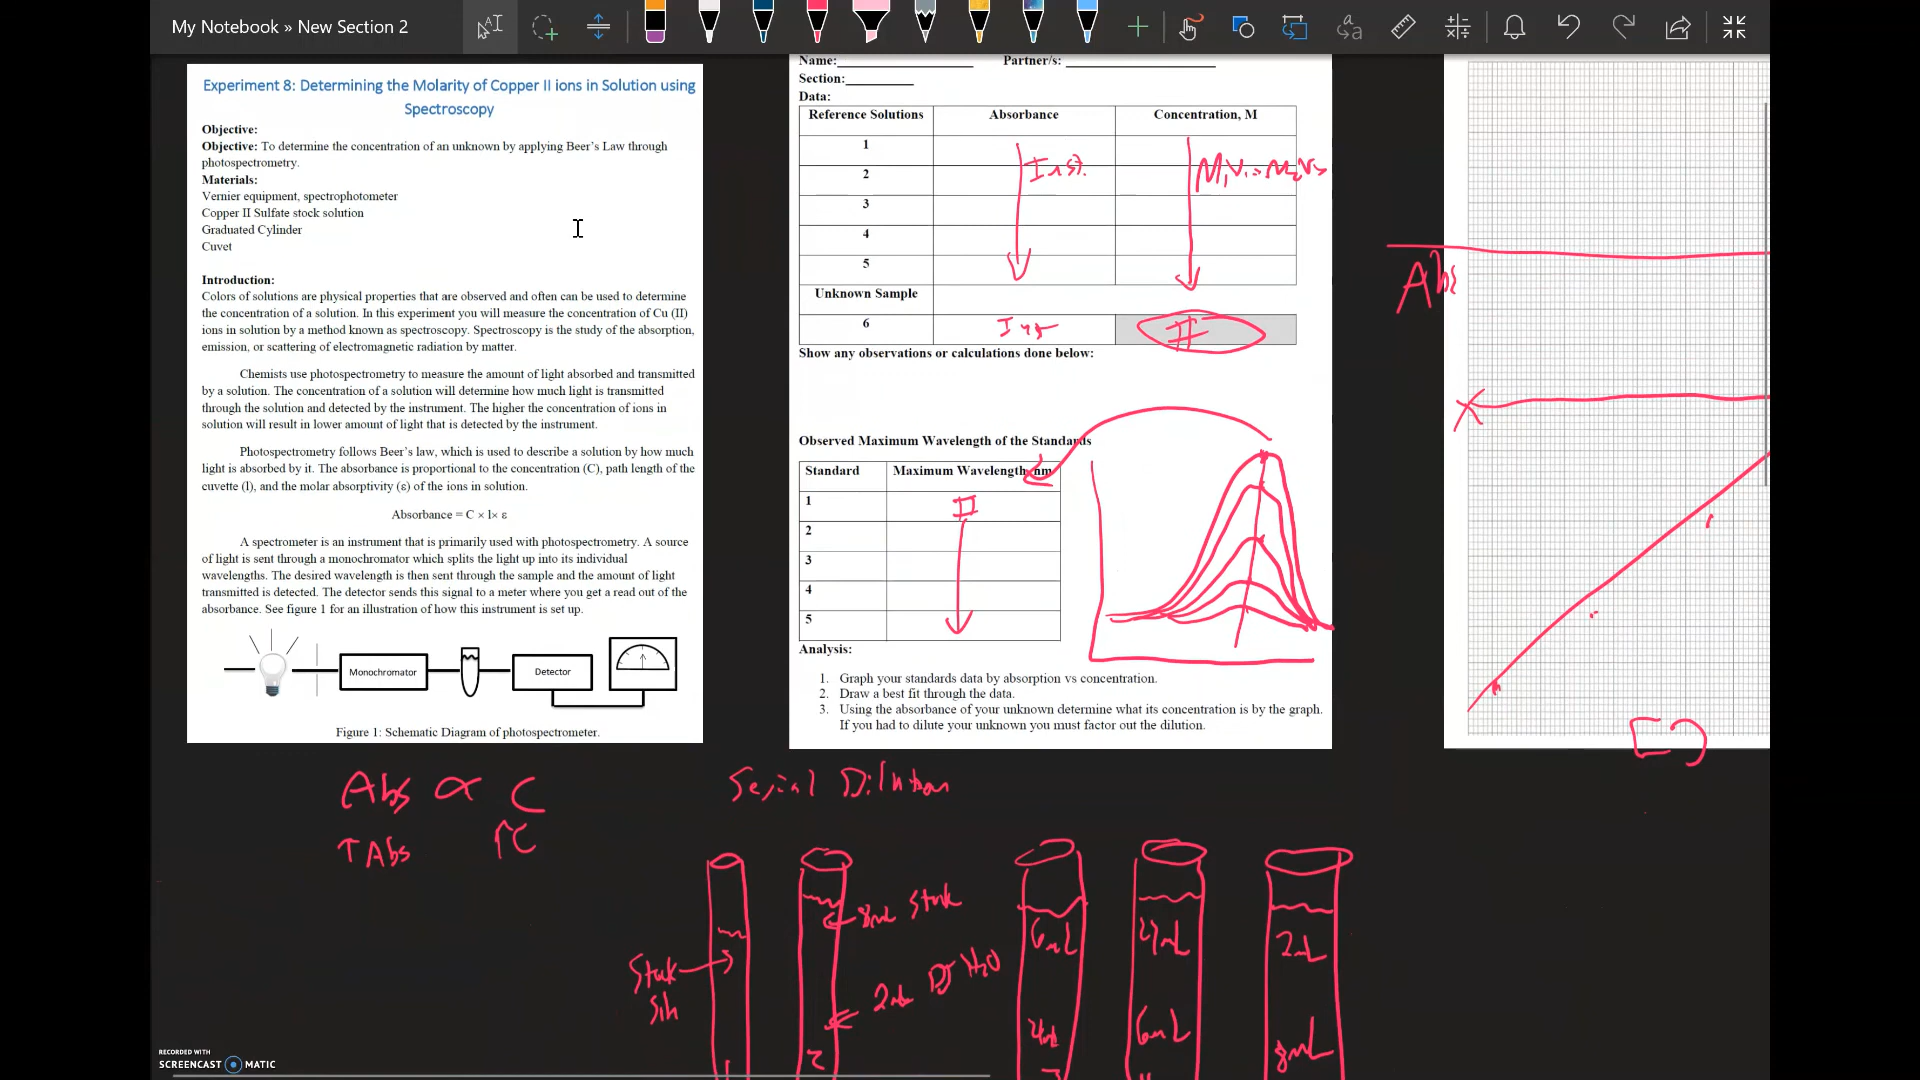 My Notebook » New Section 2
Experiment 8: Determining the Molarity of Copper II ions in Solution using
Spectroscopy
Objective:
Objective: To determine the concentration of an unknown by applying Beer's Law through
photospectrometry.
Materials:
Vernier equipment, spectrophotometer
Copper II Sulfate stock solution
Graduated Cylinder
Cuvet
Introduction:
Colors of solutions are physical properties that are observed and often can be used to determine
the concentration of a solution. In this experiment you will measure the concentration of Cu (II)
ions in solution by a method known as spectroscopy. Spectroscopy is the study of the absorption,
emission, or scattering of electromagnetic radiation by matter.
Chemists use photospectrometry to measure the amount of light absorbed and transmitted
by a solution. The concentration of a solution will determine how much light is transmitted
through the solution and detected by the instrument. The higher the concentration of ions in
solution will result in lower amount of light that is detected by the instrument.
Photospectrometry follows Beer's law, which is used to describe a solution by how much
light is absorbed by it. The absorbance is proportional to the concentration (C), path length of the
cuvette (l), and the molar absorptivity (ε) of the ions in solution.
Absorbance = C × l× ε
A spectrometer is an instrument that is primarily used with photospectrometry. A source
of light is sent through a monochromator which splits the light up into its individual
wavelengths. The desired wavelength is then sent through the sample and the amount of light
transmitted is detected. The detector sends this signal to a meter where you get a read out of the
absorbance. See figure 1 for an illustration of how this instrument is set up.
Monochromator
Detector
Figure 1: Schematic Diagram of photospectrometer.
Name: Partner/s:
Section:
Data:
Reference Solutions Absorbance Concentration, M
1
Inst. M1V1=M2V2
2
3
4
5
Unknown Sample
6 #
Show any observations or calculations done below:
Observed Maximum Wavelength of the Standards
Standard Maximum Wavelength, nm
1 #
2
3
4
5
Analysis:
1. Graph your standards data by absorption vs concentration.
2. Draw a best fit through the data.
3. Using the absorbance of your unknown determine what its concentration is by the graph.
If you had to dilute your unknown you must factor out the dilution.
Abs
X
[ ]
Abs ∝ C
↑ Abs ↑C
Serial Dilution
Stock
Sln
8mL Stock
2mL DI H2O
6mL 4mL 2mL
4mL 6mL 8mL
1 2 3
RECORDED WITH
SCREENCAST MATIC